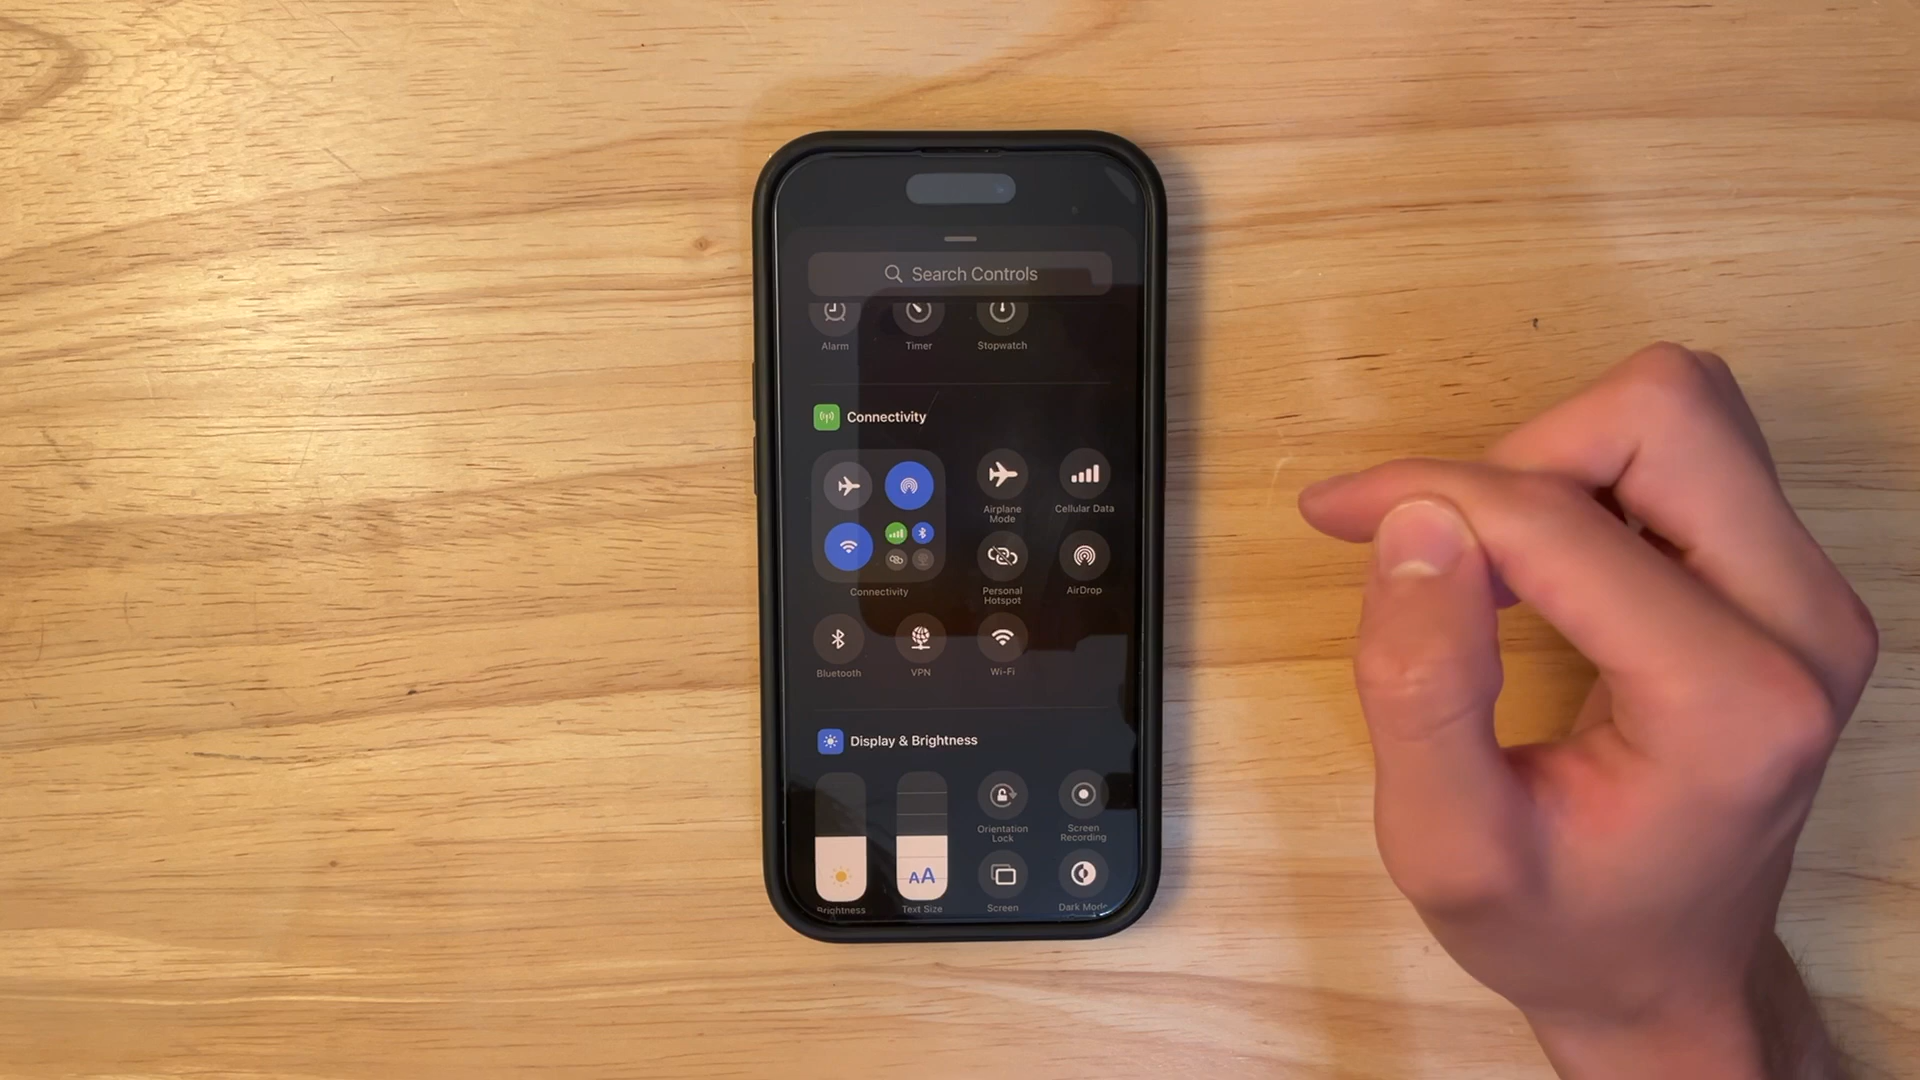 Search Controls
Alarm Timer Stopwatch
Connectivity
Airplane Mode
Cellular Data
Connectivity
Personal Hotspot
AirDrop
Bluetooth VPN Wi-Fi
Display & Brightness
AA
Orientation Lock
Screen Recording
Brightness Text Size Screen Dark Mode